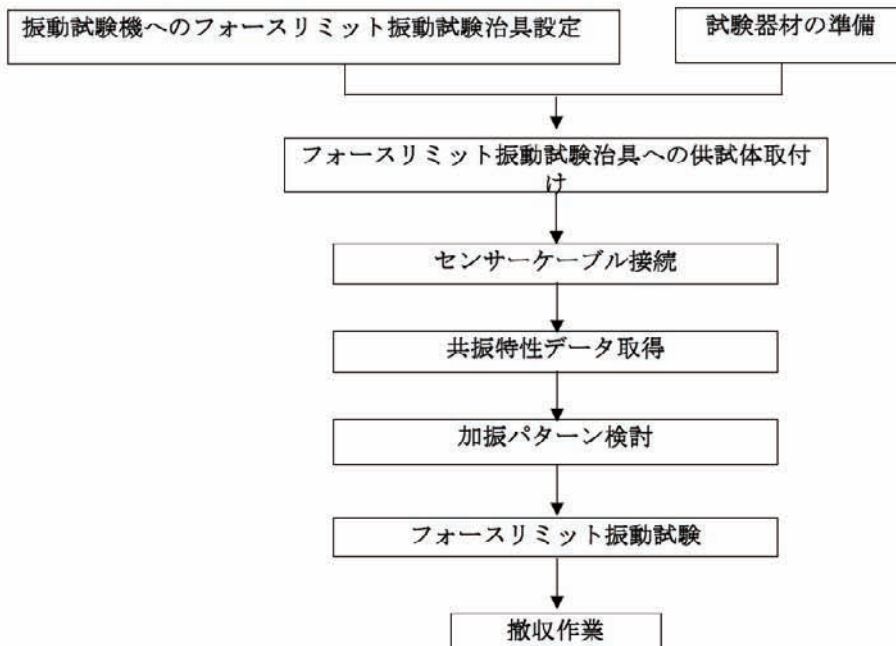 振動試験機へのフォースリミット振動試験治具設定
試験器材の準備
フォースリミット振動試験治具への供試体取付
け
センサーケーブル接続
共振特性データ取得
加振パターン検討
フォースリミット振動試験
撤収作業